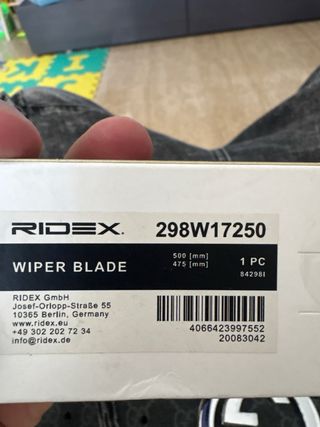 RIDEX. 298W17250
WIPER BLADE 500 [mm] 475 [mm] 1 PC
84298I
RIDEX GmbH
Josef-Orlopp-Straße 55
10365 Berlin, Germany
www.ridex.eu
+49 302 202 72 34
info@ridex.de
4066423997552
20083042